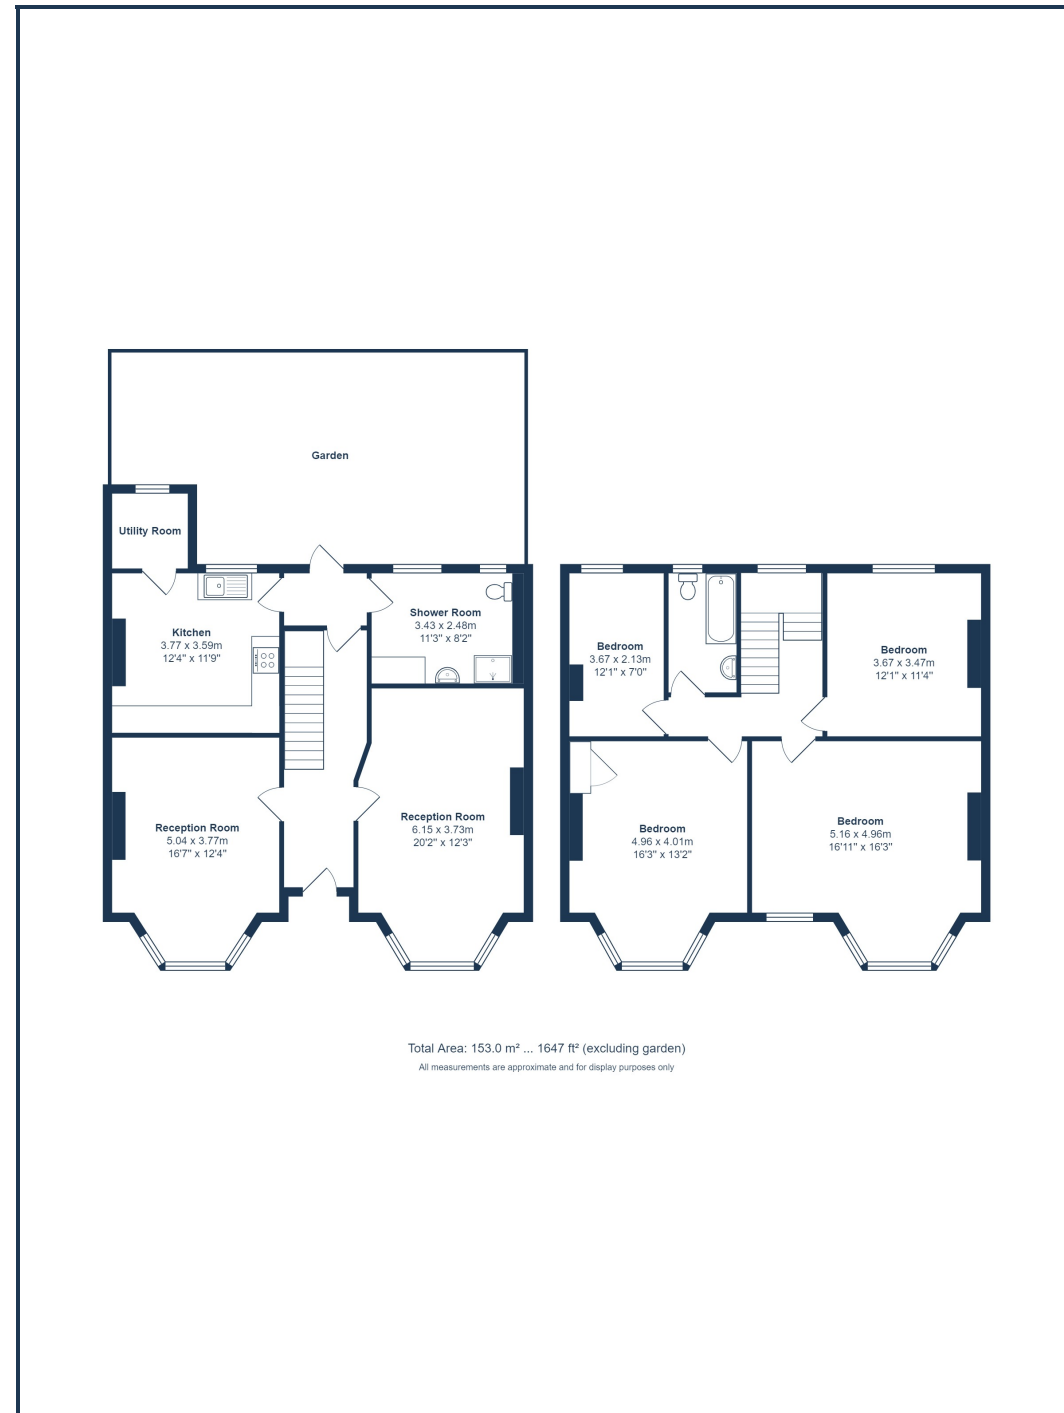 Garden
Utility Room
Kitchen
3.77 x 3.59m
12'4" x 11'9"
Shower Room
3.43 x 2.48m
11'3" x 8'2"
Reception Room
5.04 x 3.77m
16'7" x 12'4"
Reception Room
6.15 x 3.73m
20'2" x 12'3"
Bedroom
3.67 x 2.13m
12'1" x 7'0"
Bedroom
3.67 x 3.47m
12'1" x 11'4"
Bedroom
4.96 x 4.01m
16'3" x 13'2"
Bedroom
5.16 x 4.96m
16'11" x 16'3"
Total Area: 153.0 m² ... 1647 ft² (excluding garden)
All measurements are approximate and for display purposes only